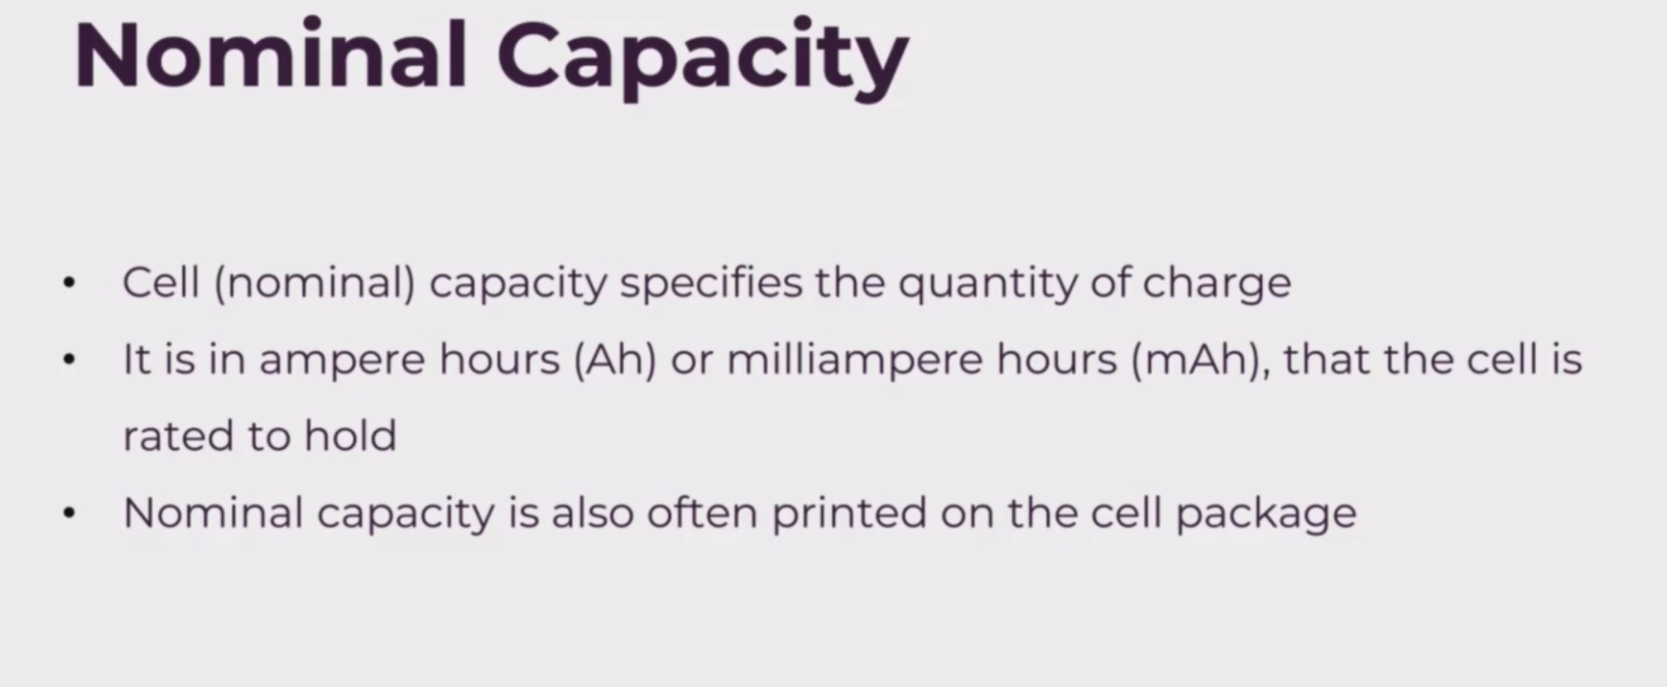 Nominal Capacity
• Cell (nominal) capacity specifies the quantity of charge
• It is in ampere hours (Ah) or milliampere hours (mAh), that the cell is
rated to hold
• Nominal capacity is also often printed on the cell package